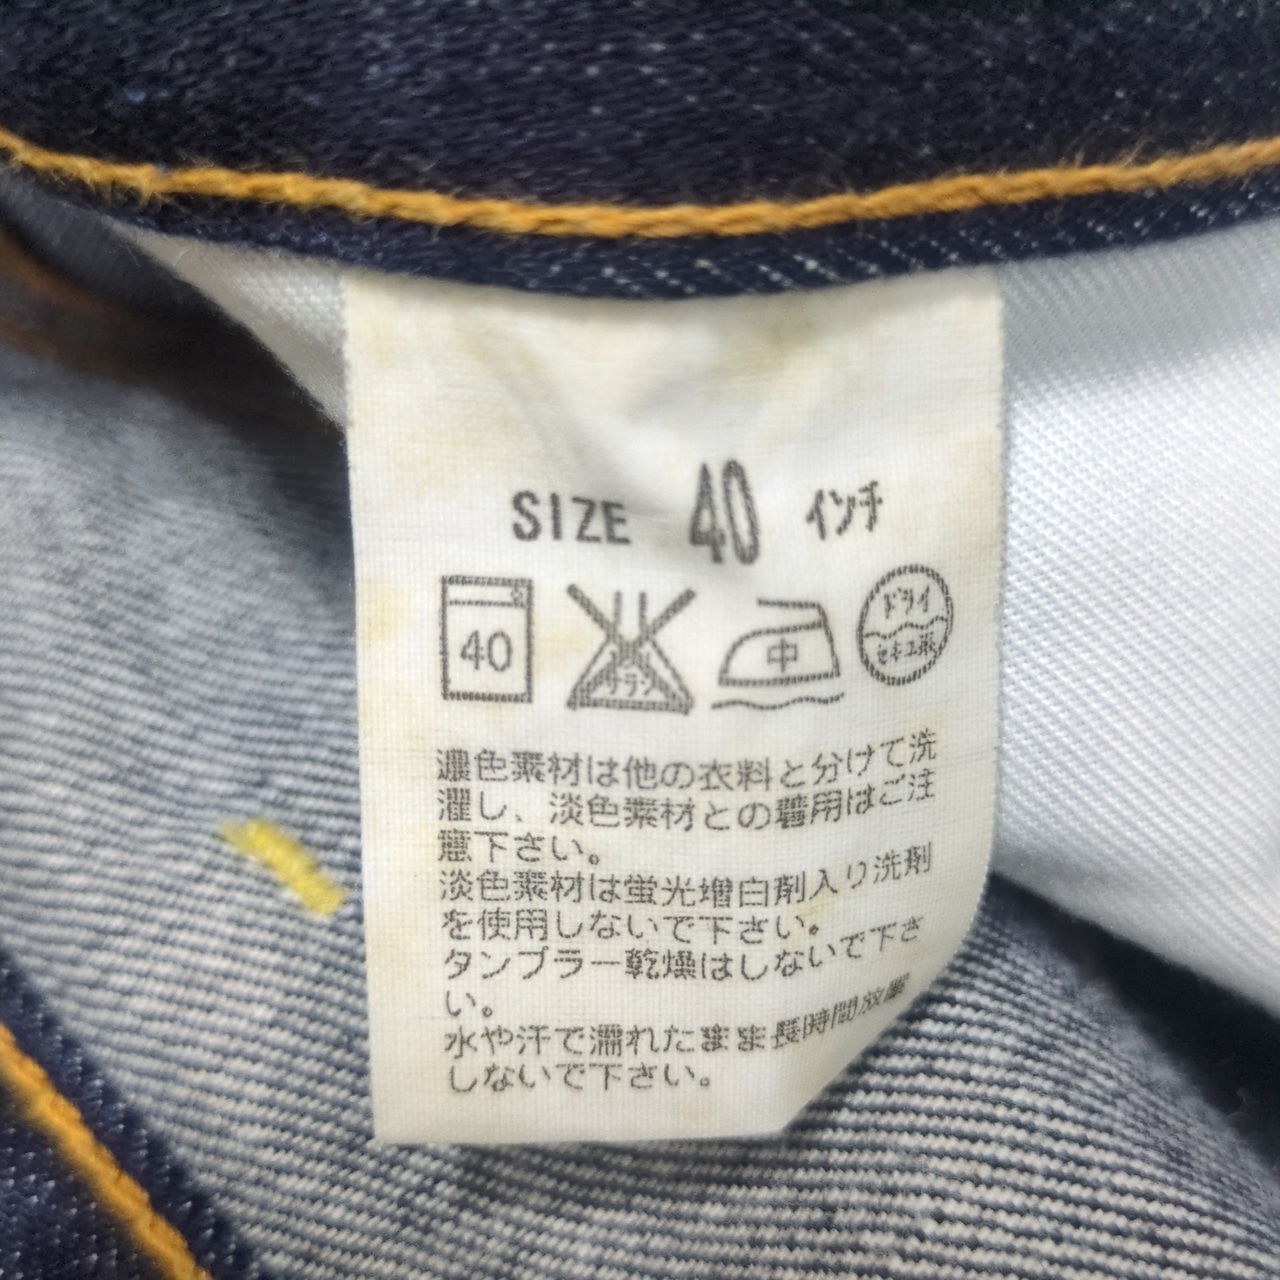 SIZE 40 インチ
40
サラシ
中
ドライ
セキユ系
濃色素材は他の衣料と分けて洗
濯し、淡色素材との着用はご注
意下さい。
淡色素材は蛍光増白剤入り洗剤
を使用しないで下さい。
タンブラー乾燥はしないで下さ
い。
水や汗で濡れたまま長時間放置
しないで下さい。